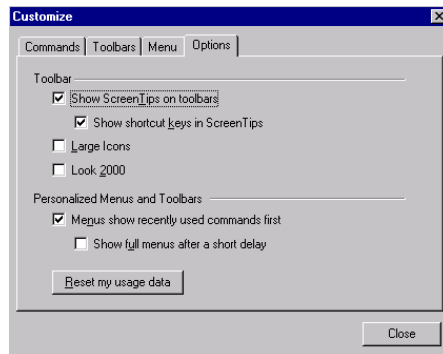 Customize
Commands Toolbars Menu Options
Toolbar
Show ScreenTips on toolbars
Show shortcut keys in ScreenTips
Large Icons
Look 2000
Personalized Menus and Toolbars
Menus show recently used commands first
Show full menus after a short delay
Reset my usage data
Close